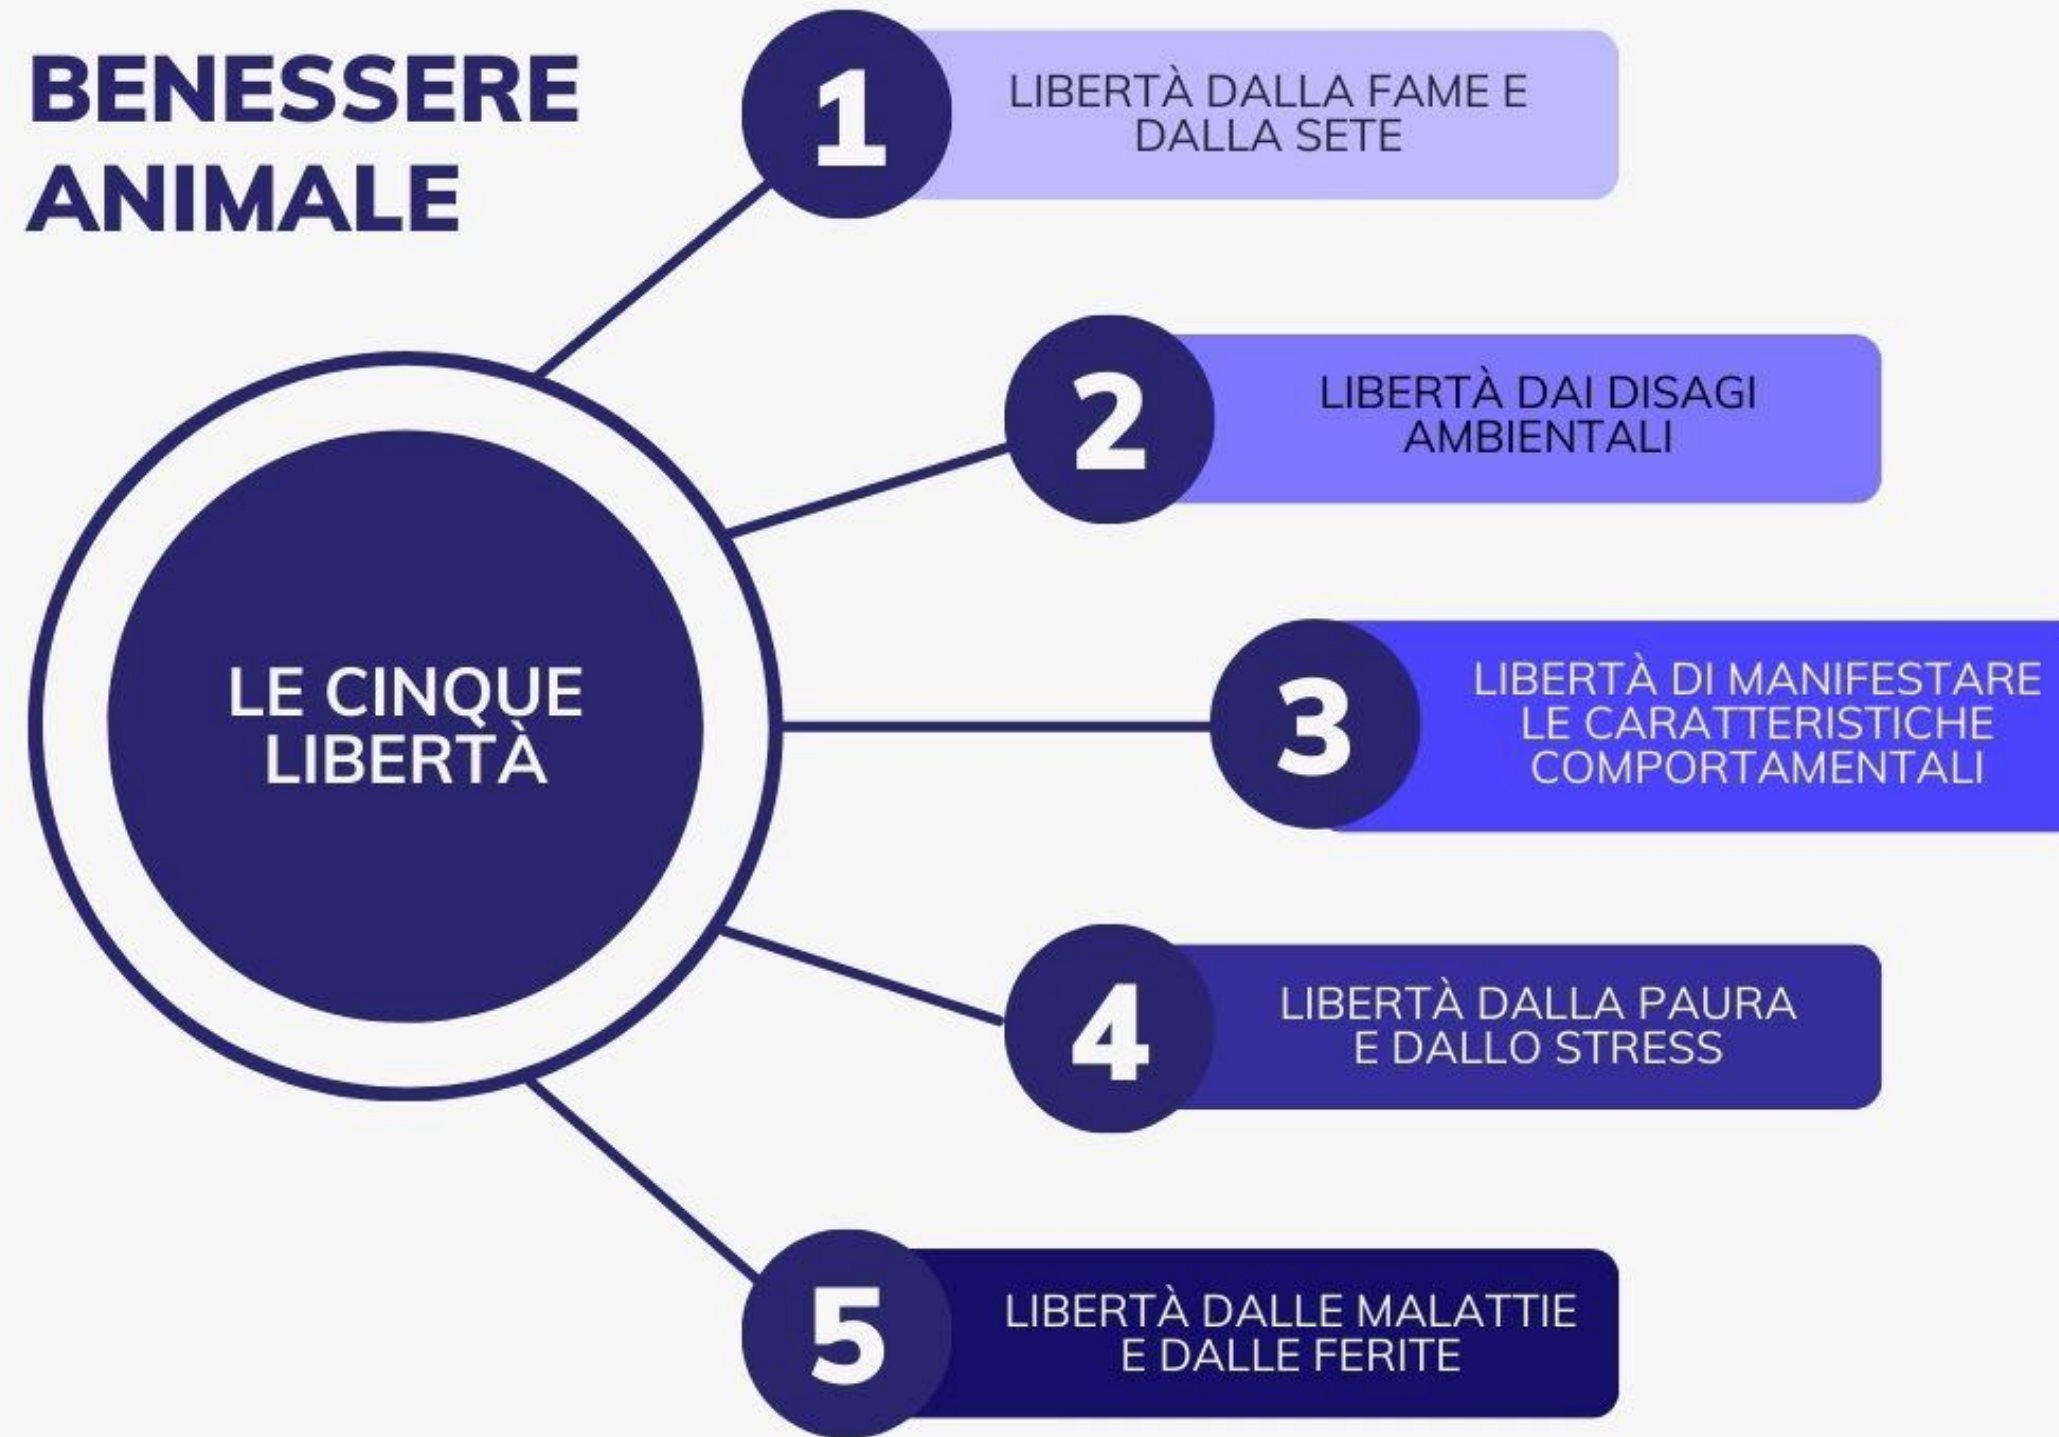 BENESSERE
ANIMALE
LE CINQUE
LIBERTÀ
1
LIBERTÀ DALLA FAME E
DALLA SETE
2
LIBERTÀ DAI DISAGI
AMBIENTALI
3
LIBERTÀ DI MANIFESTARE
LE CARATTERISTICHE
COMPORTAMENTALI
4
LIBERTÀ DALLA PAURA
E DALLO STRESS
5
LIBERTÀ DALLE MALATTIE
E DALLE FERITE